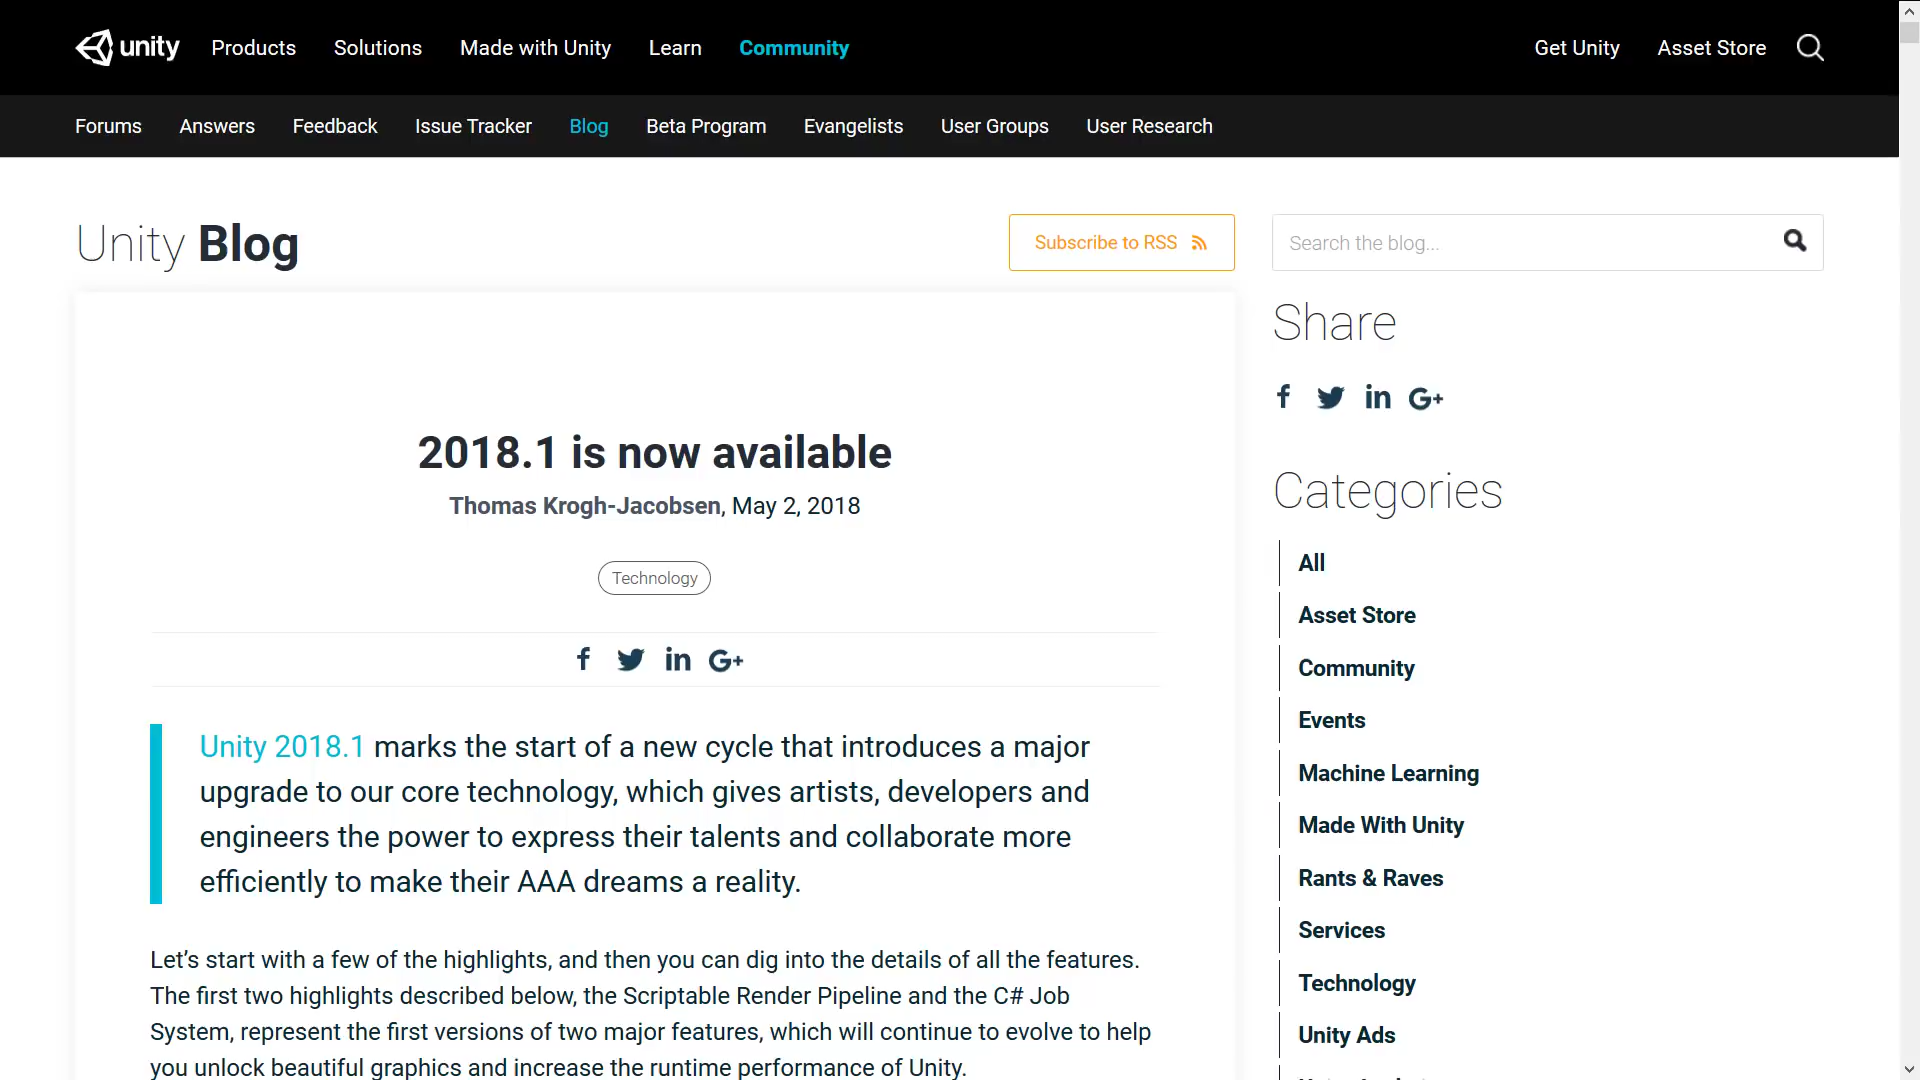 unity Products Solutions Made with Unity Learn Community Get Unity Asset Store
Forums Answers Feedback Issue Tracker Blog Beta Program Evangelists User Groups User Research
Unity Blog
Subscribe to RSS
Search the blog...
Share
f in G+
2018.1 is now available
Thomas Krogh-Jacobsen, May 2, 2018
Technology
f in G+
Unity 2018.1 marks the start of a new cycle that introduces a major
upgrade to our core technology, which gives artists, developers and
engineers the power to express their talents and collaborate more
efficiently to make their AAA dreams a reality.
Let’s start with a few of the highlights, and then you can dig into the details of all the features.
The first two highlights described below, the Scriptable Render Pipeline and the C# Job
System, represent the first versions of two major features, which will continue to evolve to help
you unlock beautiful graphics and increase the runtime performance of Unity.
Categories
All
Asset Store
Community
Events
Machine Learning
Made With Unity
Rants & Raves
Services
Technology
Unity Ads